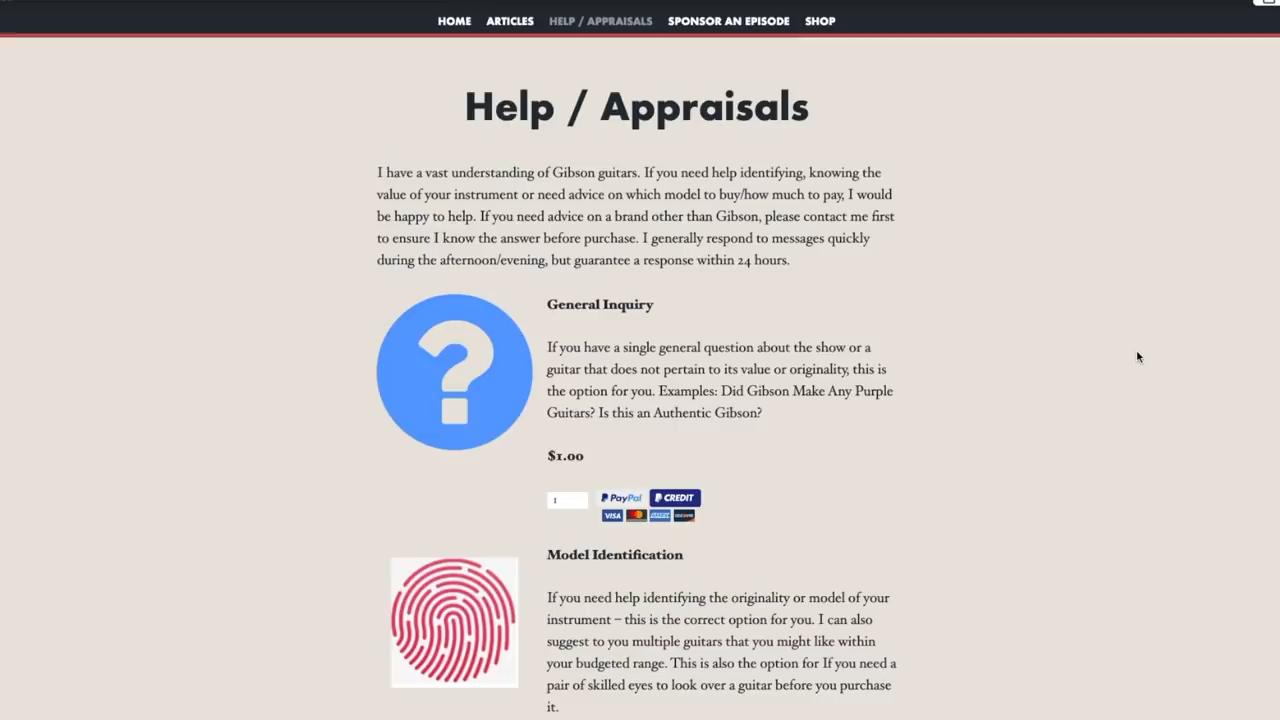 HOME ARTICLES HELP / APPRAISALS SPONSOR AN EPISODE SHOP
Help / Appraisals
I have a vast understanding of Gibson guitars. If you need help identifying, knowing the
value of your instrument or need advice on which model to buy/how much to pay, I would
be happy to help. If you need advice on a brand other than Gibson, please contact me first
to ensure I know the answer before purchase. I generally respond to messages quickly
during the afternoon/evening, but guarantee a response within 24 hours.
General Inquiry
If you have a single general question about the show or a
guitar that does not pertain to its value or originality, this is
the option for you. Examples: Did Gibson Make Any Purple
Guitars? Is this an Authentic Gibson?
$1.00
1
PayPal CREDIT
VISA
Model Identification
If you need help identifying the originality or model of your
instrument – this is the correct option for you. I can also
suggest to you multiple guitars that you might like within
your budgeted range. This is also the option for If you need a
pair of skilled eyes to look over a guitar before you purchase
it.